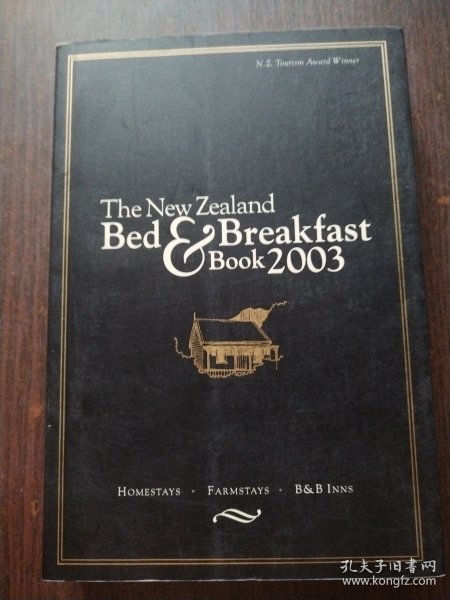 N.Z. Tourism Award Winner
The New Zealand
Bed & Breakfast
Book 2003
HOMESTAYS • FARMSTAYS • B&B INNS
孔夫子旧书网
www.kongfz.com